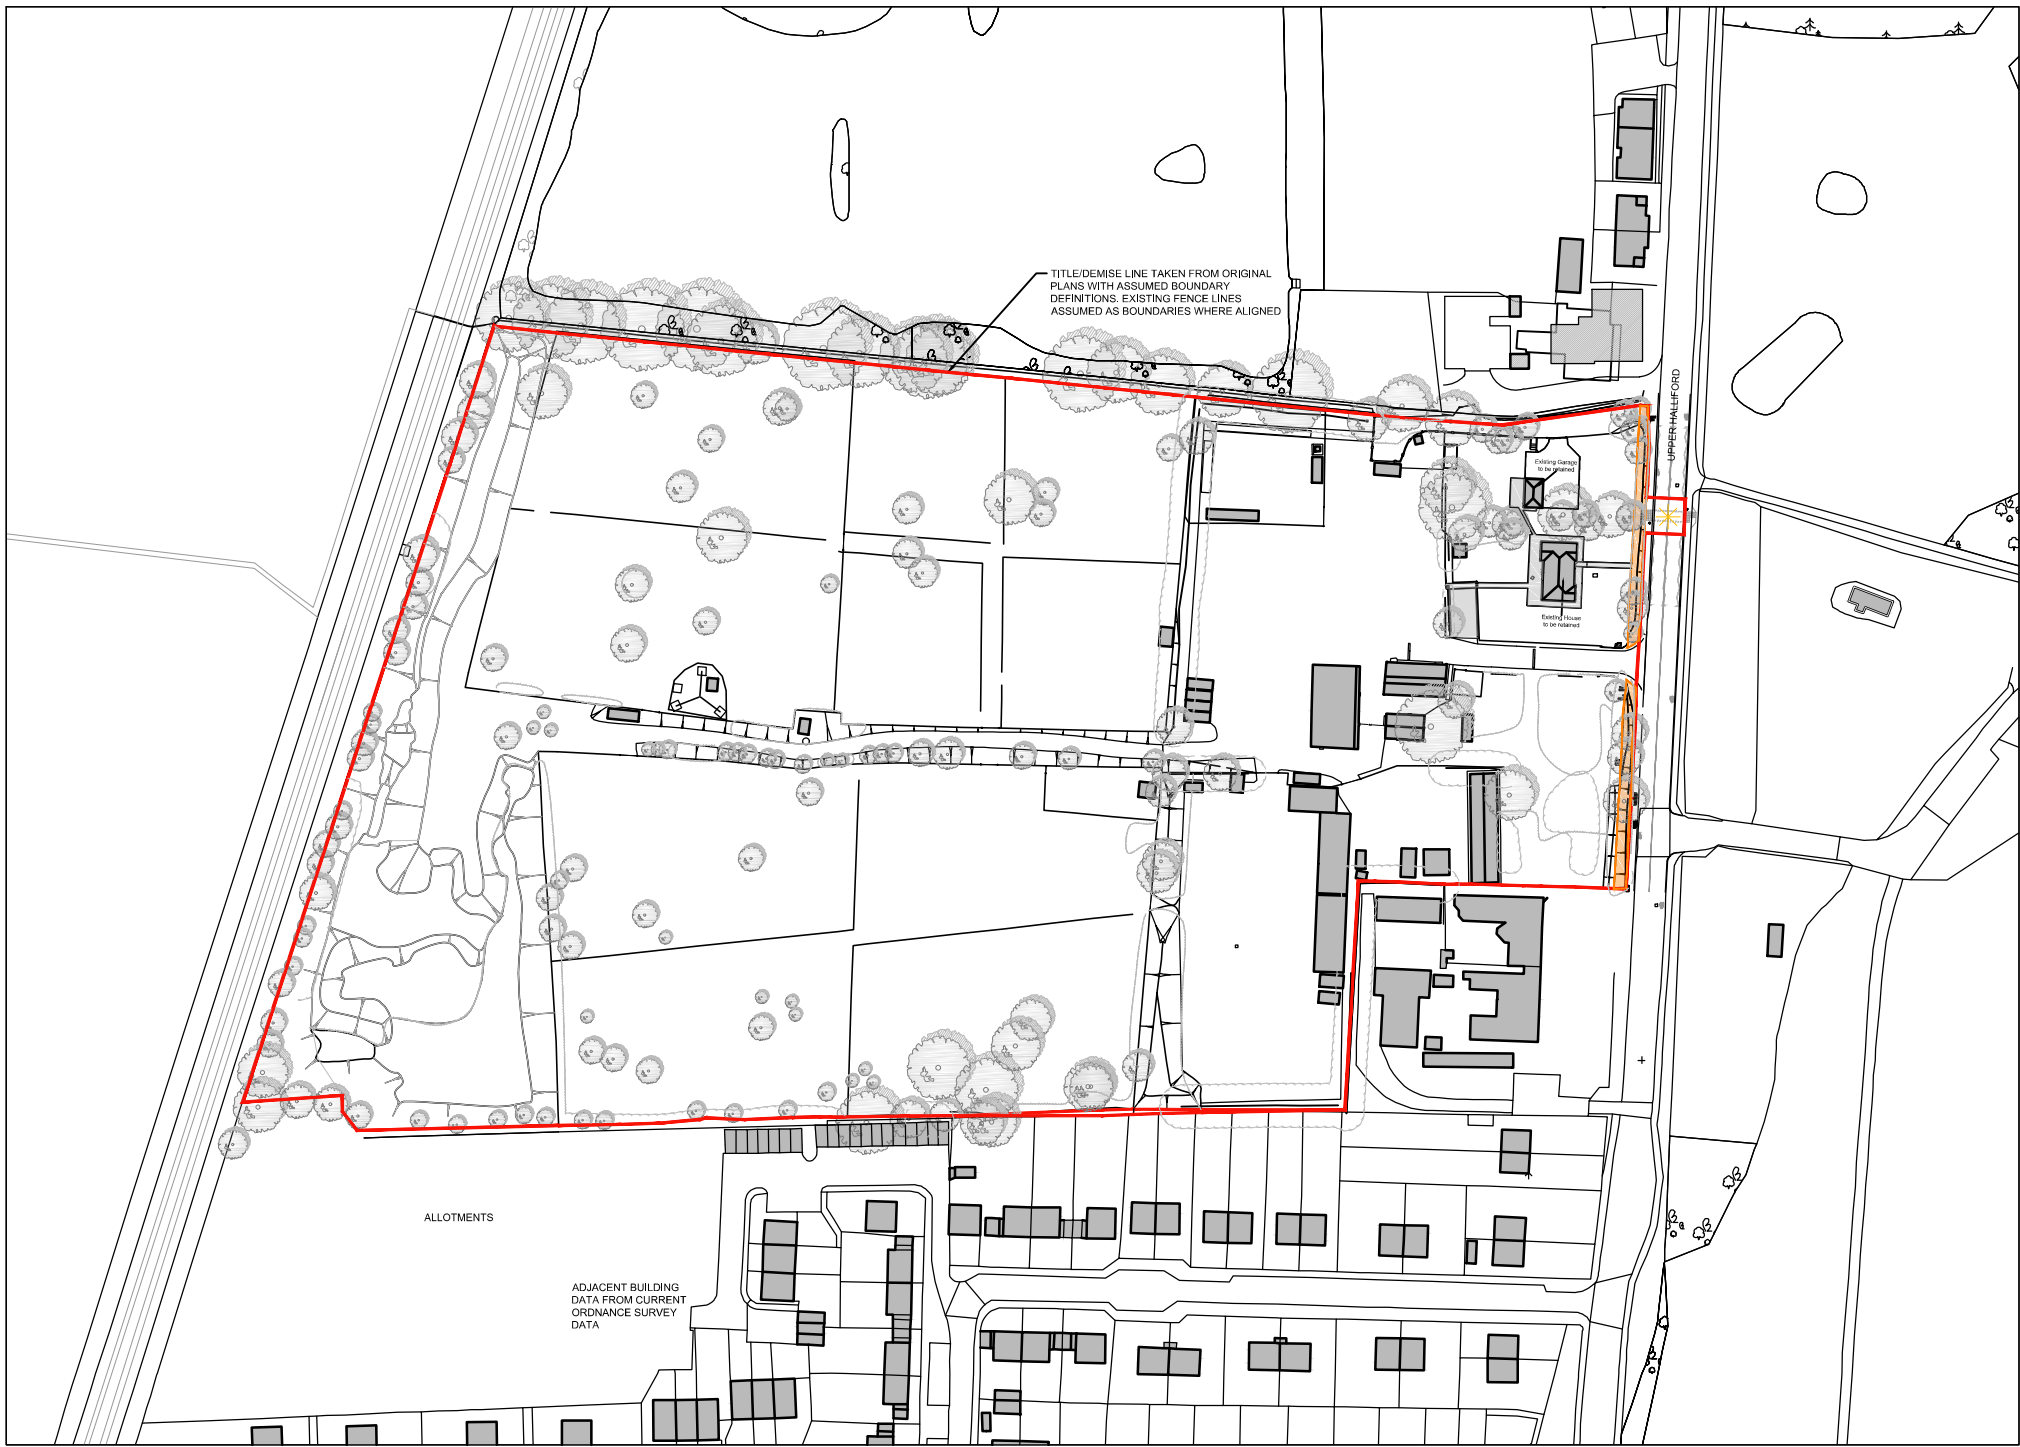 TITLE/DEMISE LINE TAKEN FROM ORIGINAL
PLANS WITH ASSUMED BOUNDARY
DEFINITIONS. EXISTING FENCE LINES
ASSUMED AS BOUNDARIES WHERE ALIGNED
UPPER HALLIFORD
Existing Garage
to be retained
Existing House
to be retained
ALLOTMENTS
ADJACENT BUILDING
DATA FROM CURRENT
ORDNANCE SURVEY
DATA